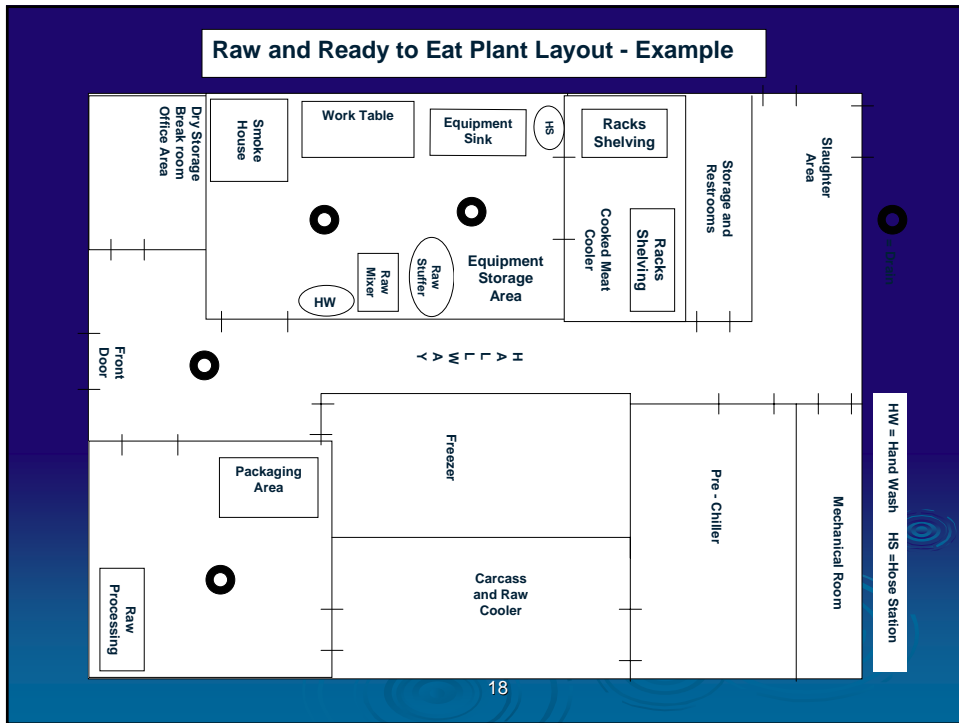 Raw and Ready to Eat Plant Layout - Example
Dry Storage
Break room
Office Area
Smoke
House
Work Table
Equipment
Sink
HS
Racks
Shelving
Storage and
Restrooms
Slaughter
Area
Cooked Meat
Cooler
Racks
Shelving
HW
Raw
Mixer
Raw
Stuffer
Equipment
Storage
Area
Front
Door
HALLWAY
Freezer
Packaging
Area
Pre - Chiller
Mechanical Room
Raw
Processing
Carcass
and Raw
Cooler
HW = Hand Wash HS =Hose Station
18